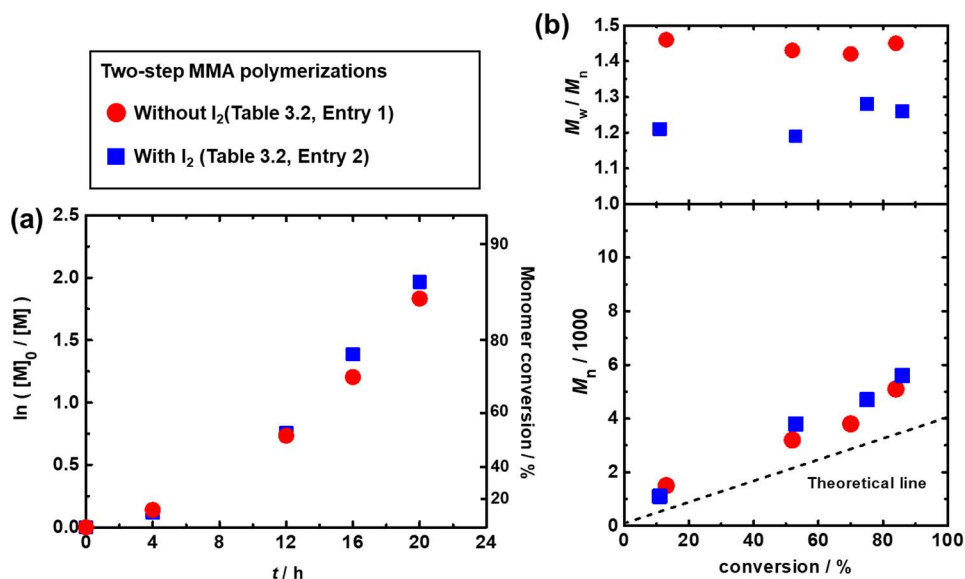 Two-step MMA polymerizations
Without I₂(Table 3.2, Entry 1)
With I₂ (Table 3.2, Entry 2)
(a)
2.5
2.0
1.5
1.0
0.5
0.0
ln ( [M]₀ / [M] )
0 4 8 12 16 20 24
t / h
90
80
60
40
20
Monomer conversion / %
(b)
1.5
1.4
1.3
1.2
1.1
1.0
Mw / Mn
10
8
6
4
2
0
Mn / 1000
Theoretical line
0 20 40 60 80 100
conversion / %